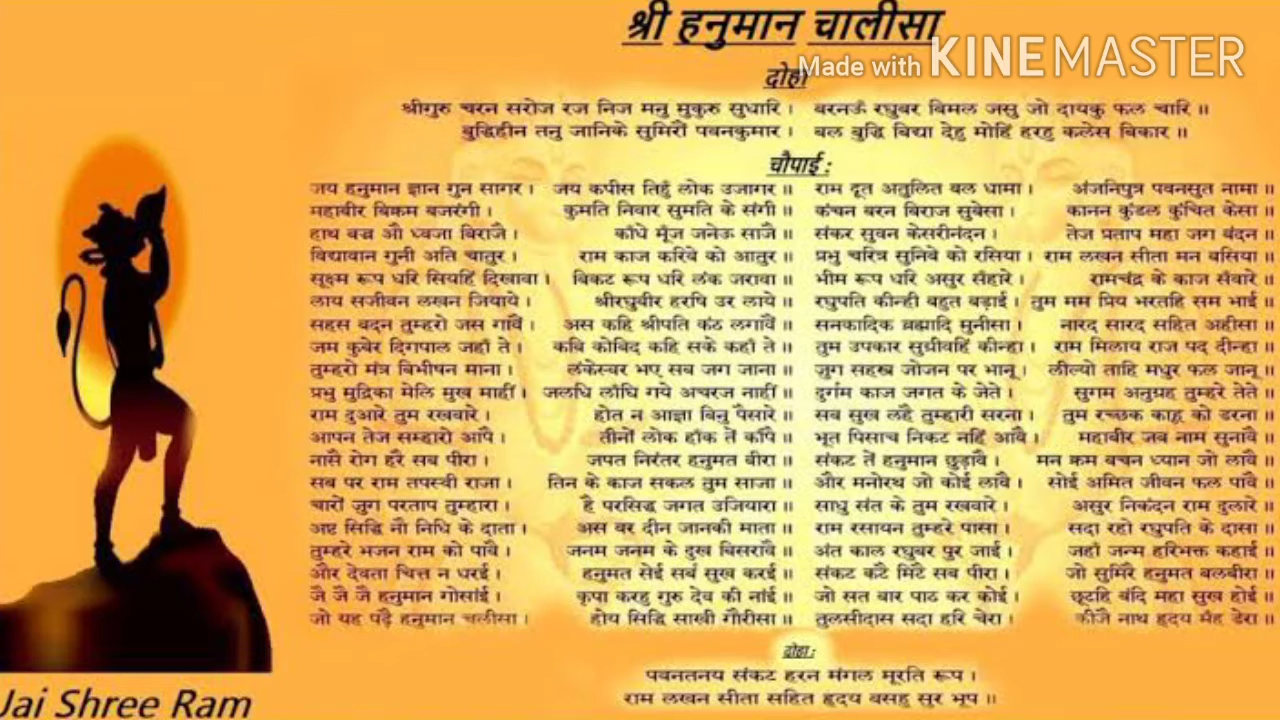 श्री हनुमान चालीसा
Made with KINEMASTER
दोहा
श्रीगुरु चरन सरोज रज निज मनु मुकुरु सुधारि । बरनऊँ रघुबर बिमल जसु जो दायकु फल चारि ॥
बुद्धिहीन तनु जानिके सुमिरौं पवनकुमार । बल बुद्धि बिद्या देहु मोहिं हरहु कलेस बिकार ॥
चौपाई :
जय हनुमान ज्ञान गुन सागर । जय कपीस तिहुँ लोक उजागर ॥ राम दूत अतुलित बल धामा । अंजनिपुत्र पवनसुत नामा ॥
महाबीर बिक्रम बजरंगी । कुमति निवार सुमति के संगी ॥ कंचन बरन बिराज सुबेसा । कानन कुंडल कुंचित केसा ॥
हाथ बज्र औ ध्वजा बिराजै । काँधे मूँज जनेऊ साजै ॥ संकर सुवन केसरीनंदन । तेज प्रताप महा जग बंदन ॥
विद्यावान गुनी अति चातुर । राम काज करिबे को आतुर ॥ प्रभु चरित्र सुनिबे को रसिया । राम लखन सीता मन बसिया ॥
सूक्ष्म रूप धरि सियहिं दिखावा । बिकट रूप धरि लंक जरावा ॥ भीम रूप धरि असुर सँहारे । रामचंद्र के काज सँवारे ॥
लाय सजीवन लखन जियाये । श्रीरघुबीर हरषि उर लाये ॥ रघुपति कीन्ही बहुत बड़ाई । तुम मम प्रिय भरतहि सम भाई ॥
सहस बदन तुम्हरो जस गावैं । अस कहि श्रीपति कंठ लगावैं ॥ सनकादिक ब्रह्मादि मुनीसा । नारद सारद सहित अहीसा ॥
जम कुबेर दिगपाल जहाँ ते । कबि कोबिद कहि सके कहाँ ते ॥ तुम उपकार सुग्रीवहिं कीन्हा । राम मिलाय राज पद दीन्हा ॥
तुम्हरो मंत्र बिभीषन माना । लंकेस्वर भए सब जग जाना ॥ जुग सहस्त्र जोजन पर भानू । लील्यो ताहि मधुर फल जानू ॥
प्रभु मुद्रिका मेलि मुख माहीं । जलधि लाँघि गये अचरज नाहीं ॥ दुर्गम काज जगत के जेते । सुगम अनुग्रह तुम्हरे तेते ॥
राम दुआरे तुम रखवारे । होत न आज्ञा बिनु पैसारे ॥ सब सुख लहै तुम्हारी सरना । तुम रच्छक काहू को डरना ॥
आपन तेज सम्हारो आपै । तीनों लोक हाँक तें काँपै ॥ भूत पिसाच निकट नहिं आवै । महाबीर जब नाम सुनावै ॥
नासै रोग हरै सब पीरा । जपत निरंतर हनुमत बीरा ॥ संकट तें हनुमान छुड़ावै । मन क्रम बचन ध्यान जो लावै ॥
सब पर राम तपस्वी राजा । तिन के काज सकल तुम साजा ॥ और मनोरथ जो कोई लावै । सोई अमित जीवन फल पावै ॥
चारों जुग परताप तुम्हारा । है परसिद्ध जगत उजियारा ॥ साधु संत के तुम रखवारे । असुर निकंदन राम दुलारे ॥
अष्ट सिद्धि नौ निधि के दाता । अस बर दीन जानकी माता ॥ राम रसायन तुम्हरे पासा । सदा रहो रघुपति के दासा ॥
तुम्हरे भजन राम को पावै । जनम जनम के दुख बिसरावै ॥ अंत काल रघुबर पुर जाई । जहाँ जन्म हरिभक्त कहाई ॥
और देवता चित्त न धरई । हनुमत सेई सर्ब सुख करई ॥ संकट कटै मिटै सब पीरा । जो सुमिरै हनुमत बलबीरा ॥
जै जै जै हनुमान गोसांई । कृपा करहु गुरु देव की नांई ॥ जो सत बार पाठ कर कोई । छूटहि बंदि महा सुख होई ॥
जो यह पढ़ै हनुमान चलीसा । होय सिद्धि साखी गौरीसा ॥ तुलसीदास सदा हरि चेरा । कीजै नाथ हृदय मँह डेरा ॥
दोहा :
पवनतनय संकट हरन मंगल मूरति रूप ।
राम लखन सीता सहित हृदय बसहु सुर भूप ॥
Jai Shree Ram